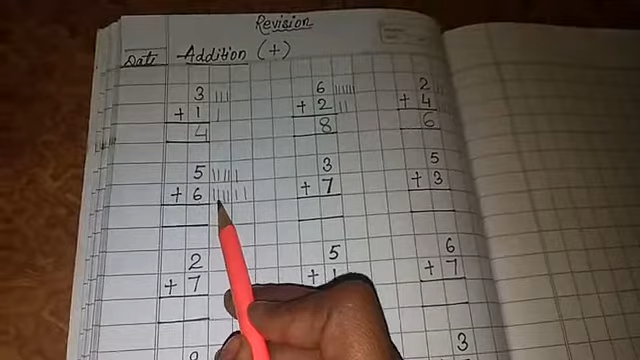 Revision
Date Addition (+)
3 6 2
+ 1 + 2 + 4
4 8 6
5 3 5
+ 6 + 7 + 3
2 5 6
+ 7 + + 7
3